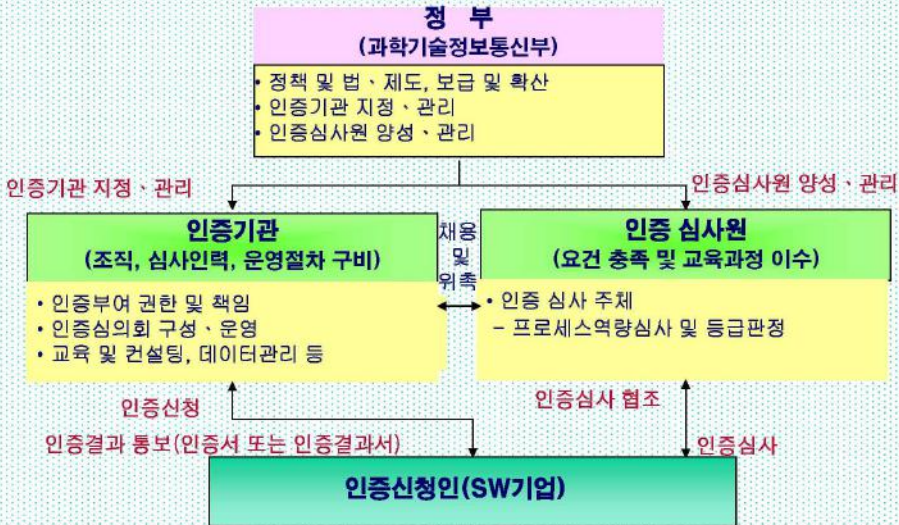 정 부
(과학기술정보통신부)
• 정책 및 법、제도, 보급 및 확산
• 인증기관 지정、관리
• 인증심사원 양성、관리
인증기관 지정、관리
인증심사원 양성、관리
인증기관
(조직, 심사인력, 운영절차 구비)
• 인증부여 권한 및 책임
• 인증심의회 구성、운영
• 교육 및 컨설팅, 데이터관리 등
채용
및
위촉
인증 심사원
(요건 충족 및 교육과정 이수)
• 인증 심사 주체
– 프로세스역량심사 및 등급판정
인증신청
인증결과 통보(인증서 또는 인증결과서)
인증심사 협조
인증심사
인증신청인(SW기업)